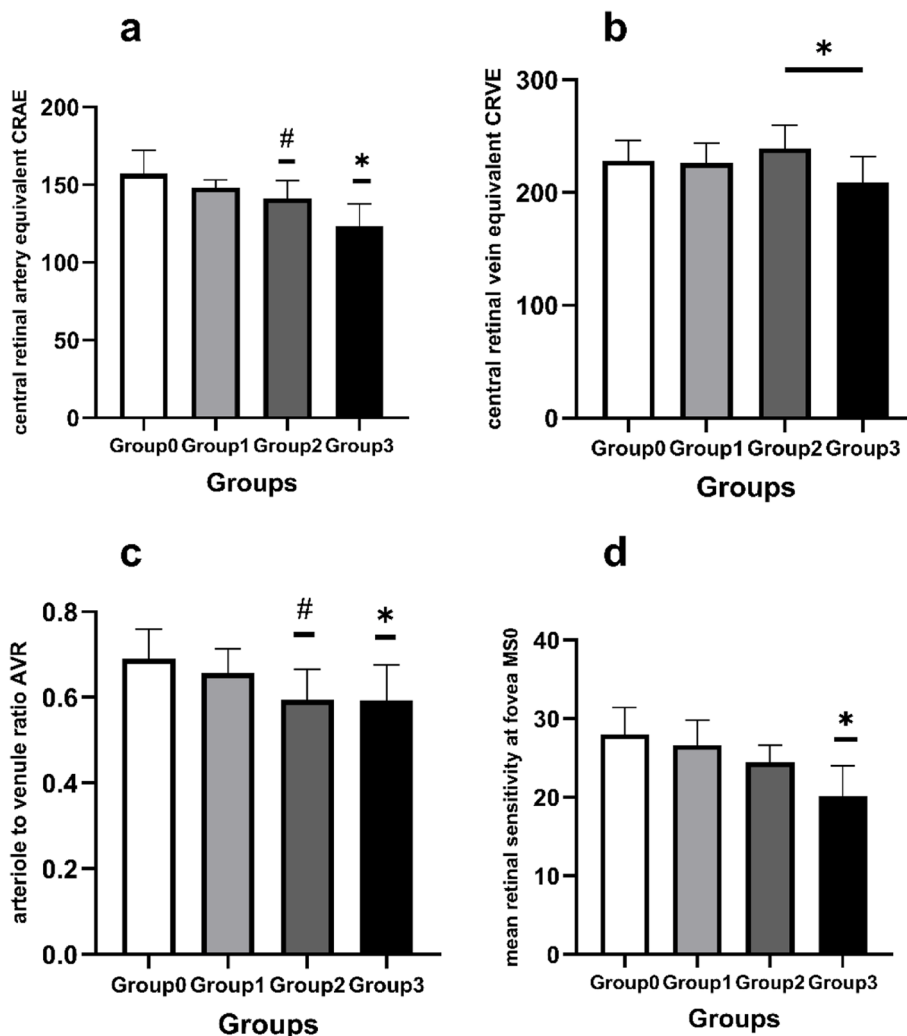 a
central retinal artery equivalent CRAE
200
150
100
50
0
#
*
Group0 Group1 Group2 Group3
Groups
b
central retinal vein equivalent CRVE
300
200
100
0
*
Group0 Group1 Group2 Group3
Groups
c
arteriole to venule ratio AVR
0.8
0.6
0.4
0.2
0.0
#
*
Group0 Group1 Group2 Group3
Groups
d
mean retinal sensitivity at fovea MS0
40
30
20
10
0
*
Group0 Group1 Group2 Group3
Groups